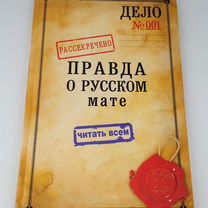 ДЕЛО
№ 001
РАССЕКРЕЧЕНО
ПРАВДА
О РУССКОМ
МАТЕ
читать всем